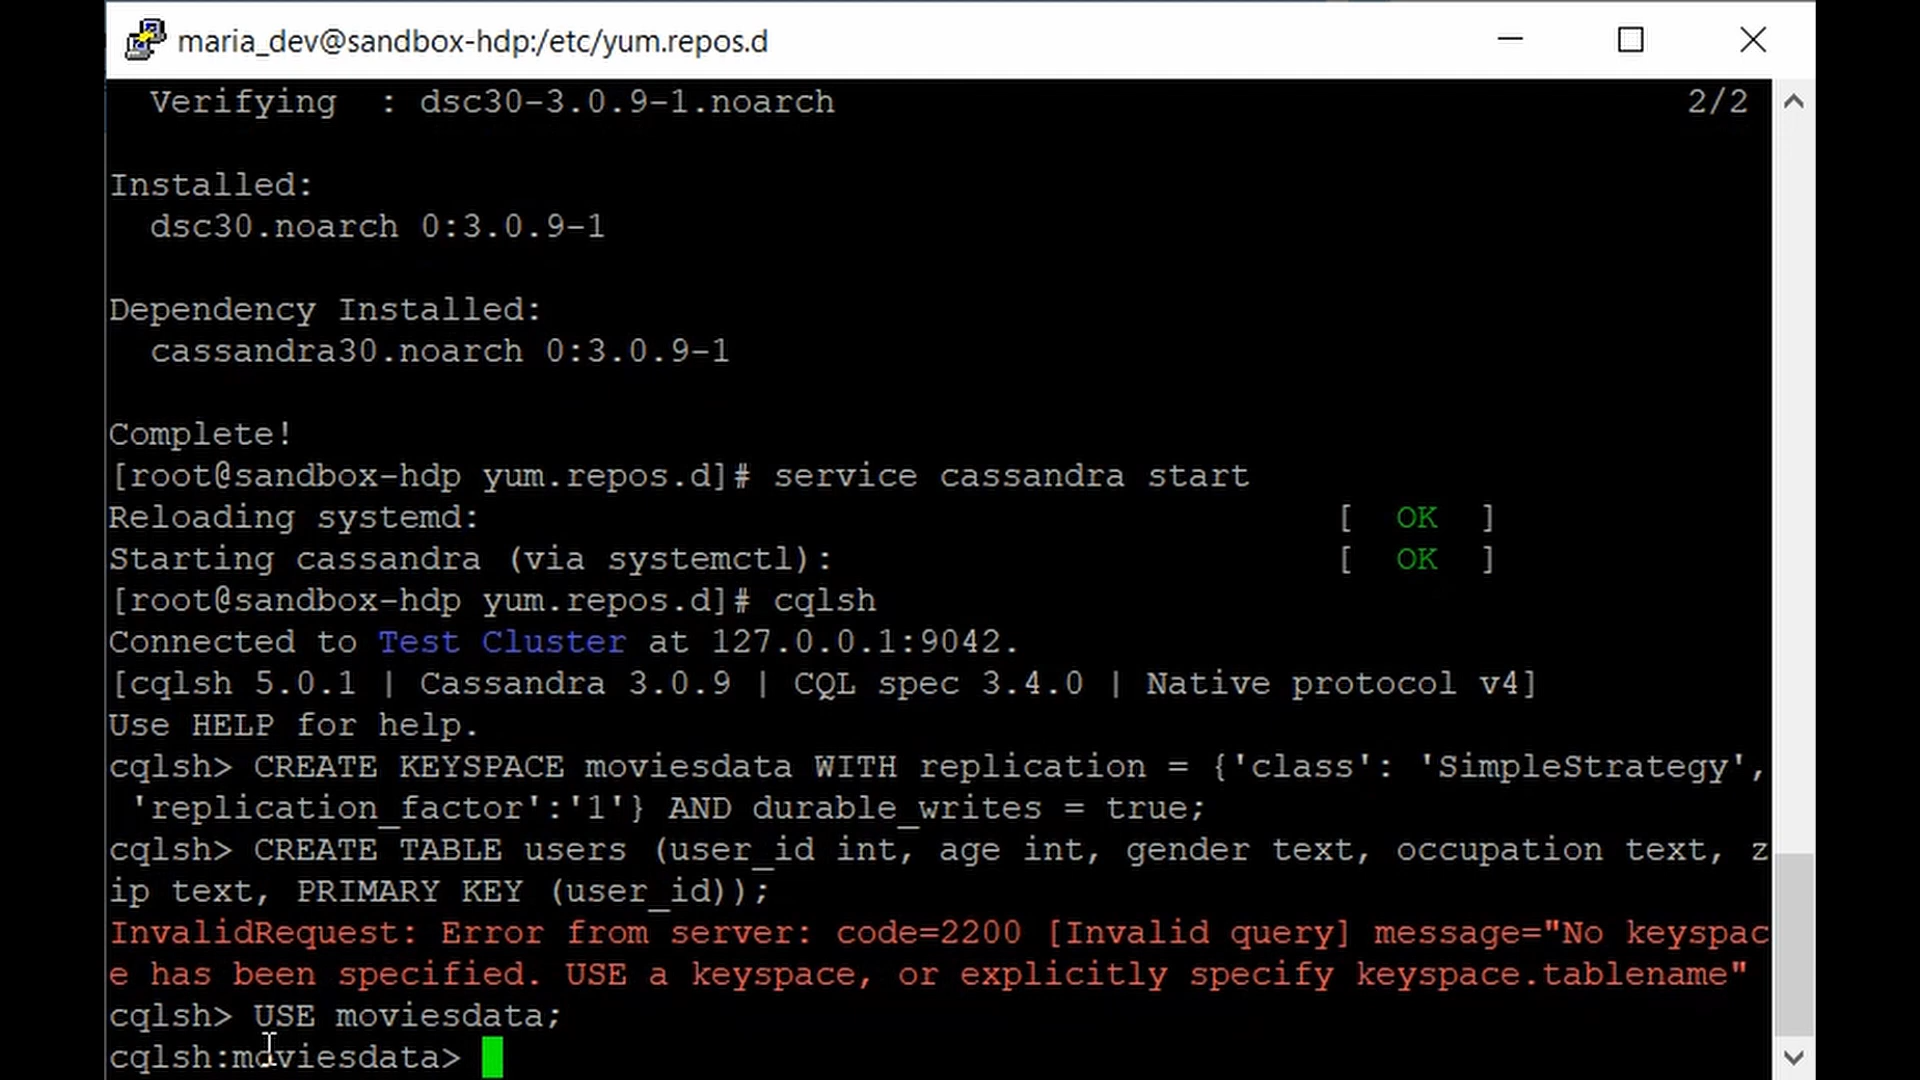 maria_dev@sandbox-hdp:/etc/yum.repos.d
Verifying  : dsc30-3.0.9-1.noarch 2/2
Installed:
dsc30.noarch 0:3.0.9-1
Dependency Installed:
cassandra30.noarch 0:3.0.9-1
Complete!
[root@sandbox-hdp yum.repos.d]# service cassandra start
Reloading systemd: [  OK  ]
Starting cassandra (via systemctl): [  OK  ]
[root@sandbox-hdp yum.repos.d]# cqlsh
Connected to Test Cluster at 127.0.0.1:9042.
[cqlsh 5.0.1 | Cassandra 3.0.9 | CQL spec 3.4.0 | Native protocol v4]
Use HELP for help.
cqlsh> CREATE KEYSPACE moviesdata WITH replication = {'class': 'SimpleStrategy',
'replication_factor':'1'} AND durable_writes = true;
cqlsh> CREATE TABLE users (user_id int, age int, gender text, occupation text, z
ip text, PRIMARY KEY (user_id));
InvalidRequest: Error from server: code=2200 [Invalid query] message="No keyspac
e has been specified. USE a keyspace, or explicitly specify keyspace.tablename"
cqlsh> USE moviesdata;
cqlsh:moviesdata>